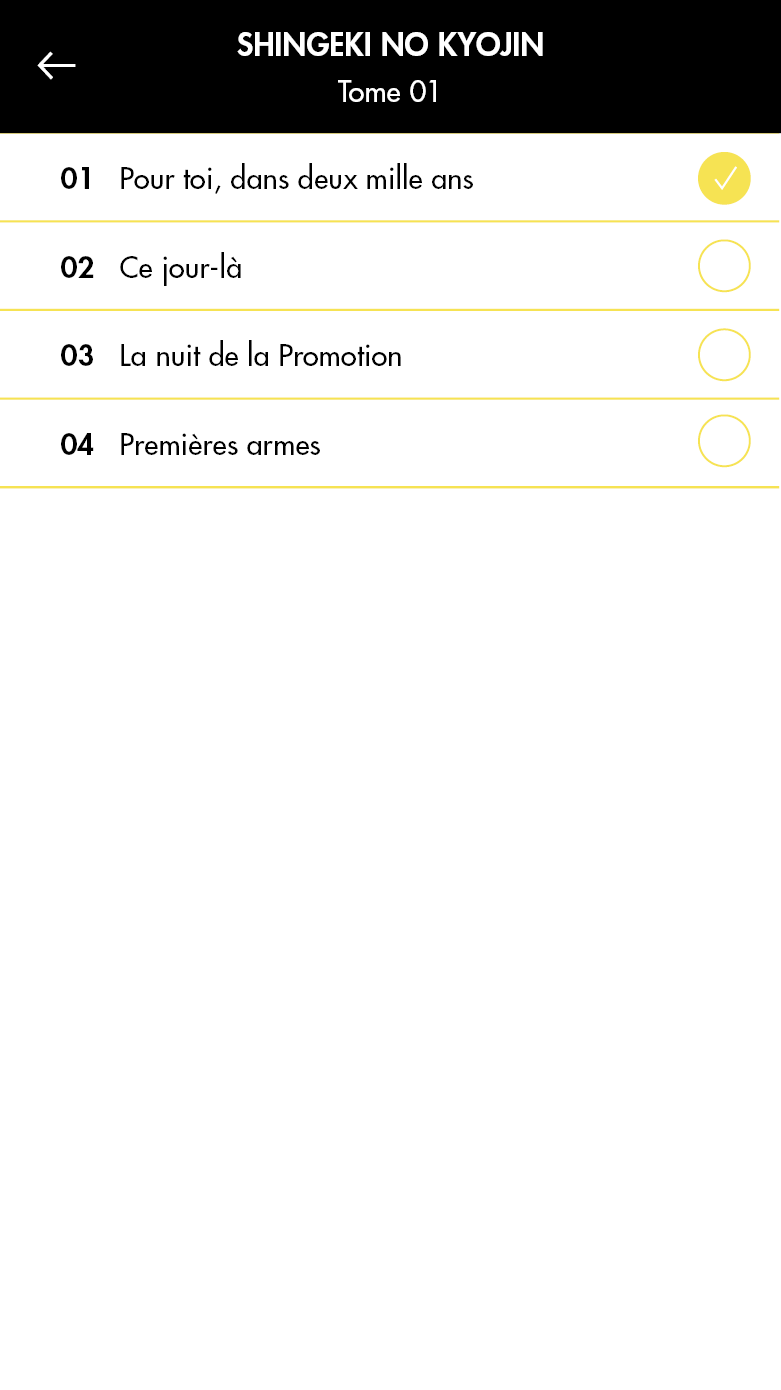 SHINGEKI NO KYOJIN
Tome 01
01 Pour toi, dans deux mille ans
02 Ce jour-là
03 La nuit de la Promotion
04 Premières armes